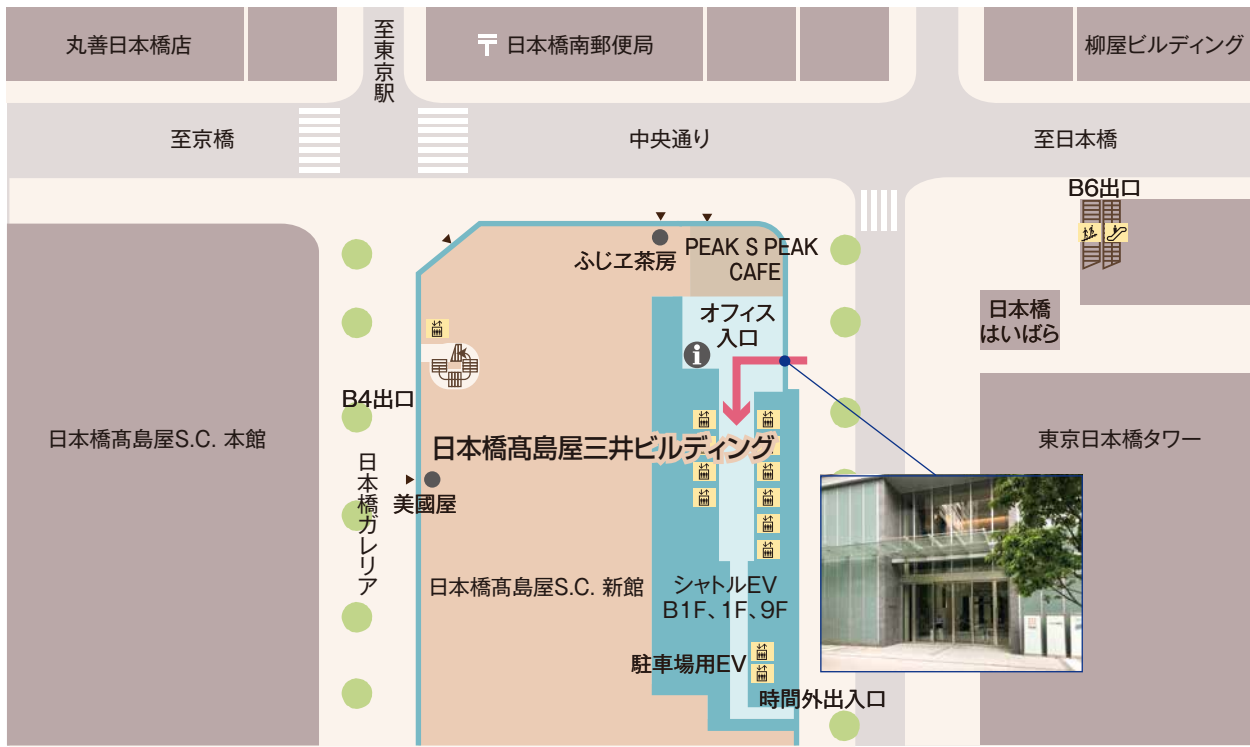 丸善日本橋店
至東京駅
〒 日本橋南郵便局
柳屋ビルディング
至京橋
中央通り
至日本橋
B6出口
ふじヱ茶房
PEAK S PEAK
CAFE
オフィス
入口
i
日本橋
はいばら
B4出口
日本橋髙島屋S.C. 本館
日本橋髙島屋三井ビルディング
東京日本橋タワー
日本橋ガレリア
美國屋
日本橋髙島屋S.C. 新館
シャトルEV
B1F、1F、9F
駐車場用EV
時間外出入口